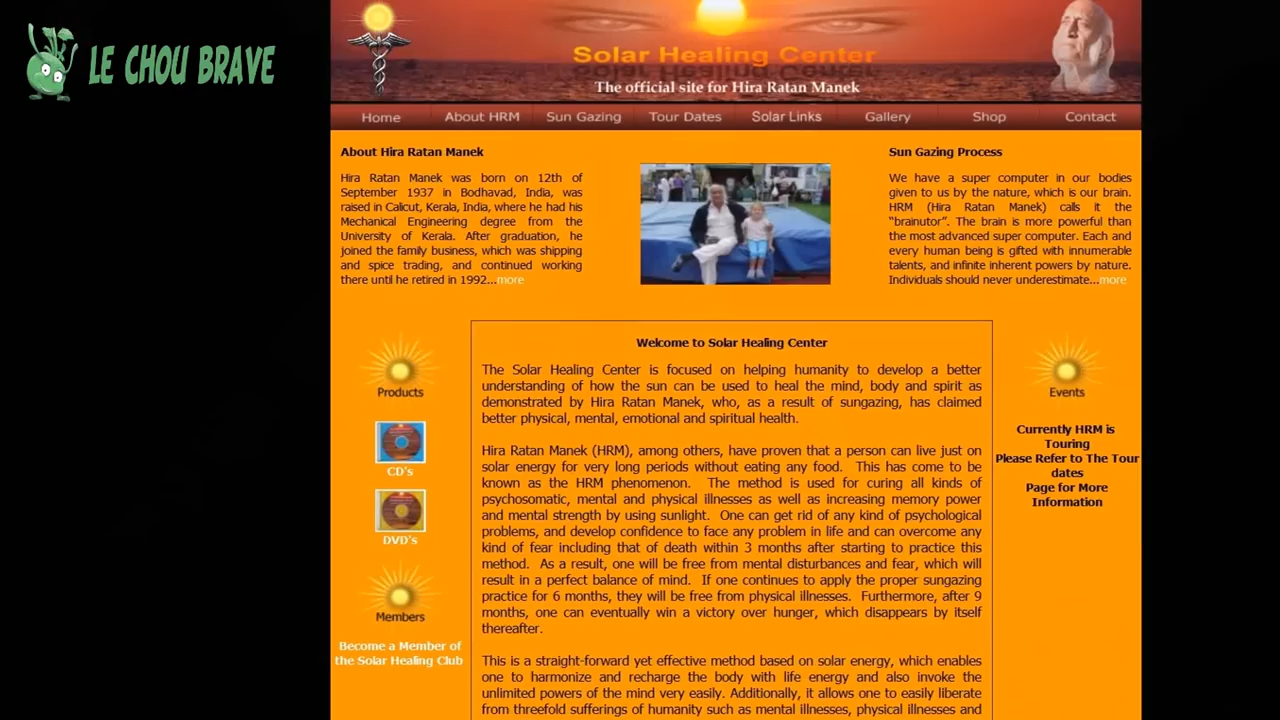 LE CHOU BRAVE
Solar Healing Center
The official site for Hira Ratan Manek
Home About HRM Sun Gazing Tour Dates Solar Links Gallery Shop Contact
About Hira Ratan Manek
Hira Ratan Manek was born on 12th of
September 1937 in Bodhavad, India, was
raised in Calicut, Kerala, India, where he had his
Mechanical Engineering degree from the
University of Kerala. After graduation, he
joined the family business, which was shipping
and spice trading, and continued working
there until he retired in 1992...more
Sun Gazing Process
We have a super computer in our bodies
given to us by the nature, which is our brain.
HRM (Hira Ratan Manek) calls it the
“brainutor”. The brain is more powerful than
the most advanced super computer. Each and
every human being is gifted with innumerable
talents, and infinite inherent powers by nature.
Individuals should never underestimate...more
Products
CD's
DVD's
Members
Become a Member of
the Solar Healing Club
Welcome to Solar Healing Center
The Solar Healing Center is focused on helping humanity to develop a better
understanding of how the sun can be used to heal the mind, body and spirit as
demonstrated by Hira Ratan Manek, who, as a result of sungazing, has claimed
better physical, mental, emotional and spiritual health.
Hira Ratan Manek (HRM), among others, have proven that a person can live just on
solar energy for very long periods without eating any food. This has come to be
known as the HRM phenomenon. The method is used for curing all kinds of
psychosomatic, mental and physical illnesses as well as increasing memory power
and mental strength by using sunlight. One can get rid of any kind of psychological
problems, and develop confidence to face any problem in life and can overcome any
kind of fear including that of death within 3 months after starting to practice this
method. As a result, one will be free from mental disturbances and fear, which will
result in a perfect balance of mind. If one continues to apply the proper sungazing
practice for 6 months, they will be free from physical illnesses. Furthermore, after 9
months, one can eventually win a victory over hunger, which disappears by itself
thereafter.
This is a straight-forward yet effective method based on solar energy, which enables
one to harmonize and recharge the body with life energy and also invoke the
unlimited powers of the mind very easily. Additionally, it allows one to easily liberate
from threefold sufferings of humanity such as mental illnesses, physical illnesses and
Events
Currently HRM is
Touring
Please Refer to The Tour
dates
Page for More
Information